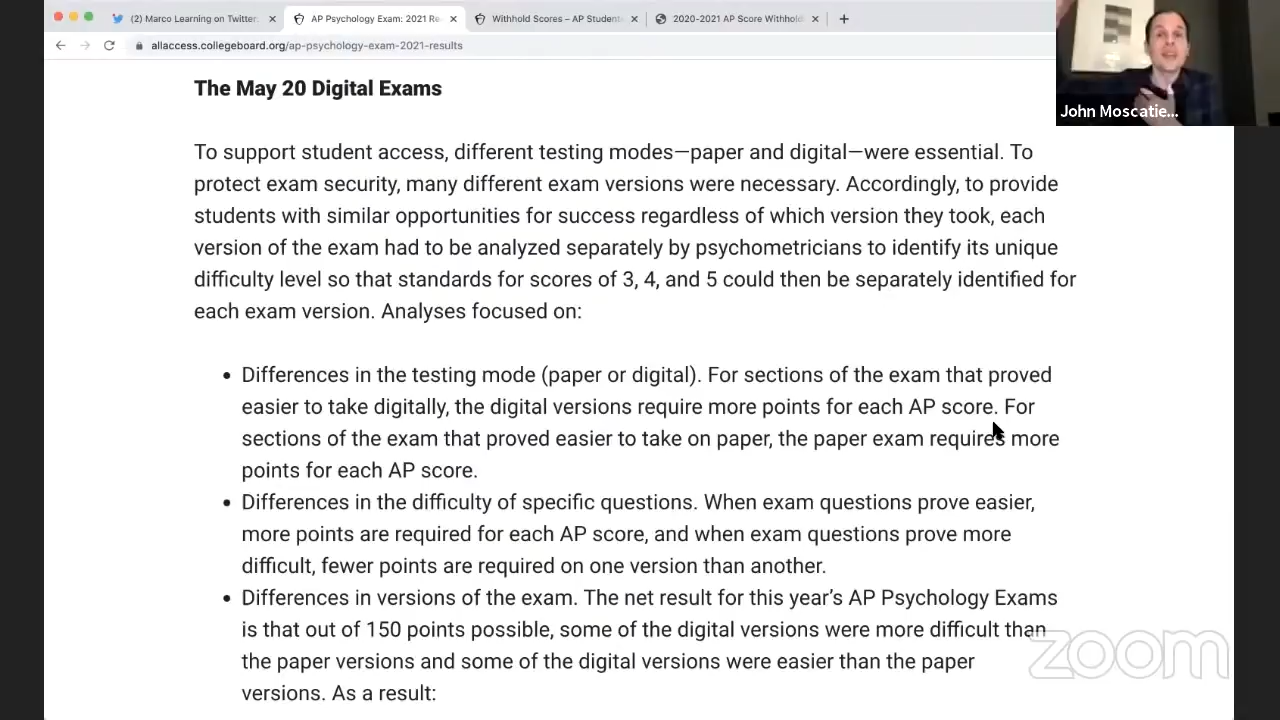 (2) Marco Learning on Twitter
AP Psychology Exam: 2021 Re
Withhold Scores – AP Student
2020-2021 AP Score Withhold
allaccess.collegeboard.org/ap-psychology-exam-2021-results
John Moscatie...
The May 20 Digital Exams
To support student access, different testing modes—paper and digital—were essential. To
protect exam security, many different exam versions were necessary. Accordingly, to provide
students with similar opportunities for success regardless of which version they took, each
version of the exam had to be analyzed separately by psychometricians to identify its unique
difficulty level so that standards for scores of 3, 4, and 5 could then be separately identified for
each exam version. Analyses focused on:
• Differences in the testing mode (paper or digital). For sections of the exam that proved
easier to take digitally, the digital versions require more points for each AP score. For
sections of the exam that proved easier to take on paper, the paper exam requires more
points for each AP score.
• Differences in the difficulty of specific questions. When exam questions prove easier,
more points are required for each AP score, and when exam questions prove more
difficult, fewer points are required on one version than another.
• Differences in versions of the exam. The net result for this year's AP Psychology Exams
is that out of 150 points possible, some of the digital versions were more difficult than
the paper versions and some of the digital versions were easier than the paper
versions. As a result:
zoom